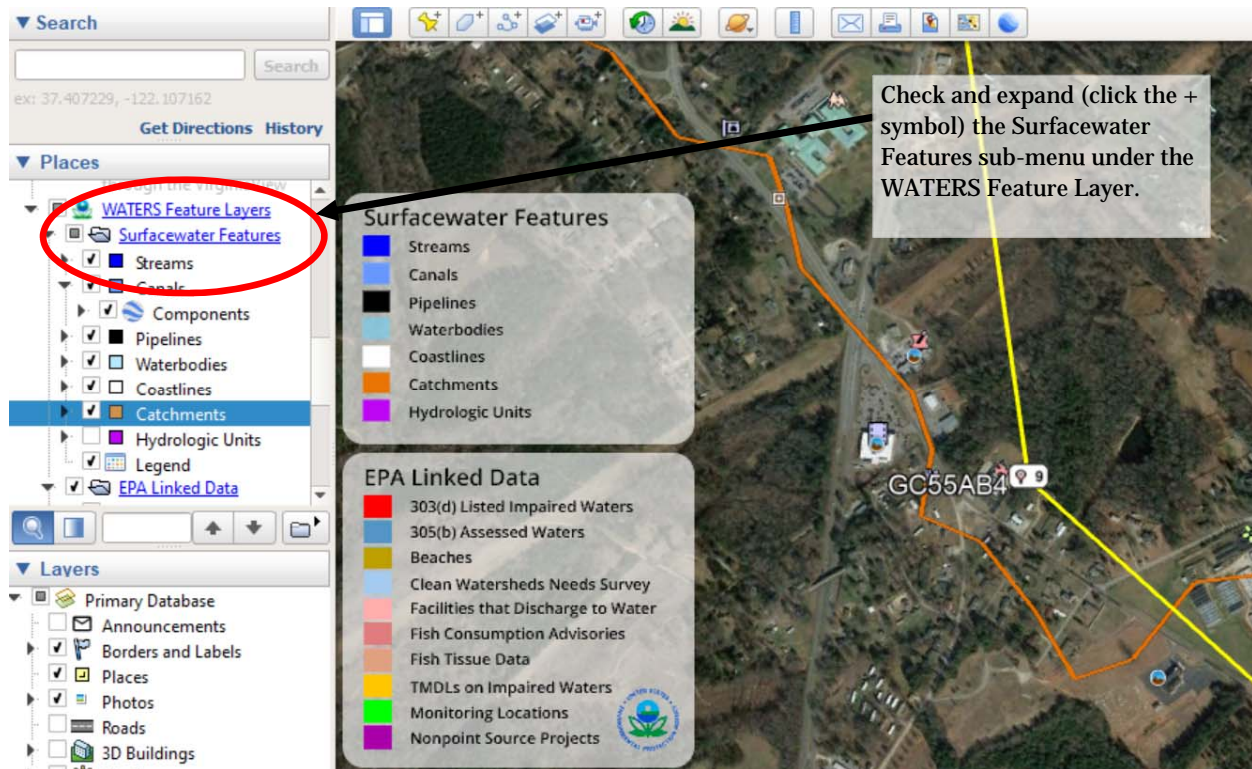 Search
Search
ex: 37.407229, -122.107162
Get Directions History
Places
through the Virginia View
WATERS Feature Layers
Surfacewater Features
Streams
Canals
Components
Pipelines
Waterbodies
Coastlines
Catchments
Hydrologic Units
Legend
EPA Linked Data
Layers
Primary Database
Announcements
Borders and Labels
Places
Photos
Roads
3D Buildings
Surfacewater Features
Streams
Canals
Pipelines
Waterbodies
Coastlines
Catchments
Hydrologic Units
EPA Linked Data
303(d) Listed Impaired Waters
305(b) Assessed Waters
Beaches
Clean Watersheds Needs Survey
Facilities that Discharge to Water
Fish Consumption Advisories
Fish Tissue Data
TMDLs on Impaired Waters
Monitoring Locations
Nonpoint Source Projects
Check and expand (click the +
symbol) the Surfacewater
Features sub-menu under the
WATERS Feature Layer.
GC55AB4
9